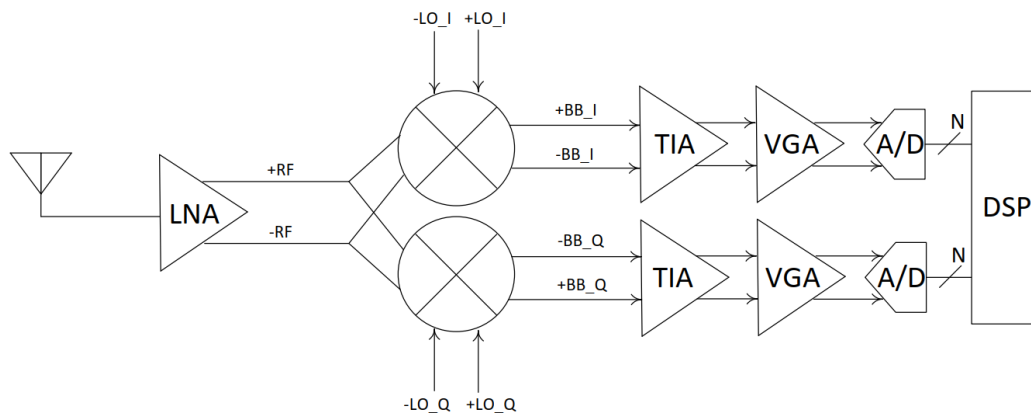 -LO_I +LO_I
+BB_I
-BB_I
TIA
VGA
A/D
N
+RF
LNA
-RF
DSP
-BB_Q
+BB_Q
TIA
VGA
A/D
N
-LO_Q +LO_Q